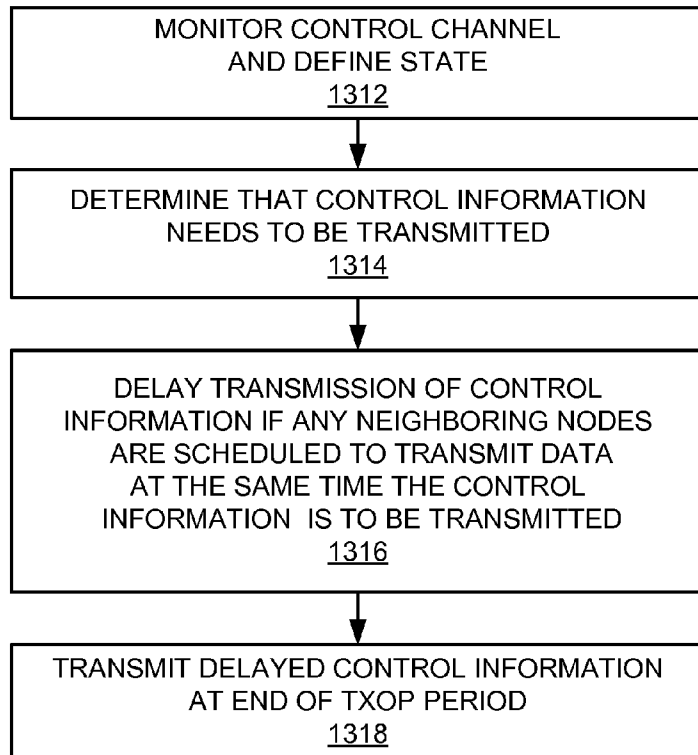 MONITOR CONTROL CHANNEL
AND DEFINE STATE
1312
DETERMINE THAT CONTROL INFORMATION
NEEDS TO BE TRANSMITTED
1314
DELAY TRANSMISSION OF CONTROL
INFORMATION IF ANY NEIGHBORING NODES
ARE SCHEDULED TO TRANSMIT DATA
AT THE SAME TIME THE CONTROL
INFORMATION IS TO BE TRANSMITTED
1316
TRANSMIT DELAYED CONTROL INFORMATION
AT END OF TXOP PERIOD
1318